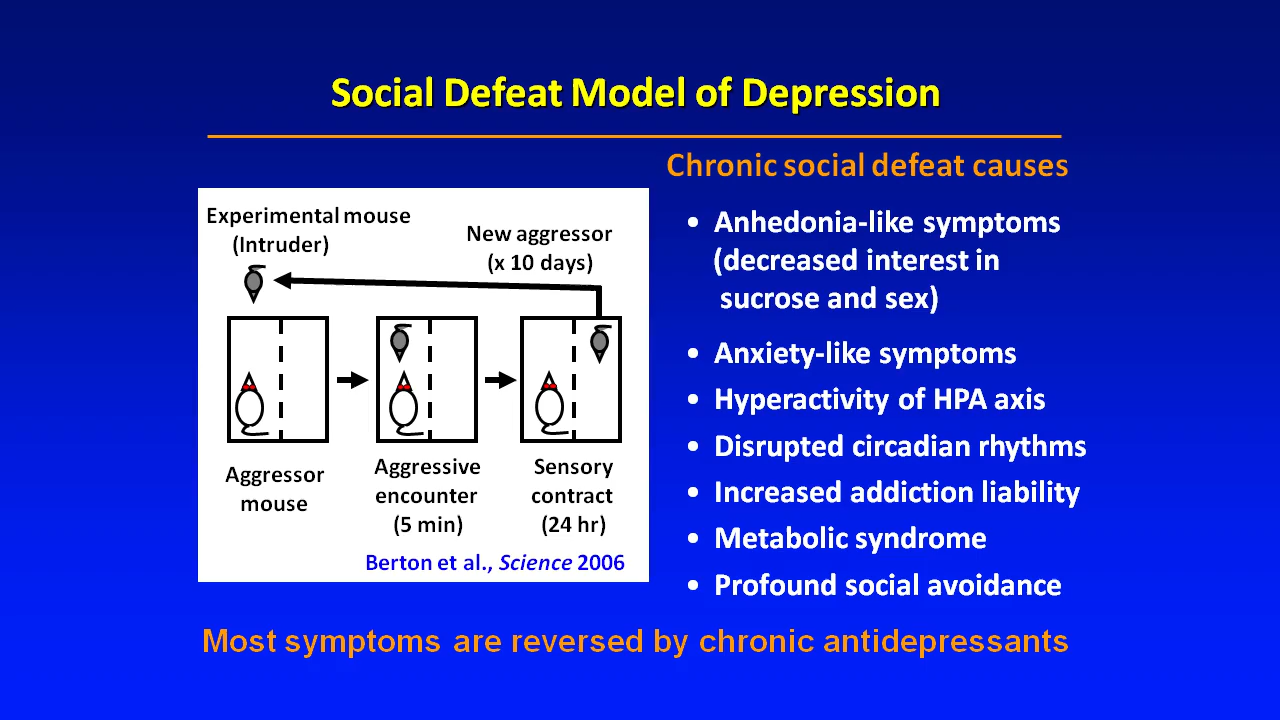 Social Defeat Model of Depression
Experimental mouse
(Intruder)
New aggressor
(x 10 days)
Aggressor
mouse
Aggressive
encounter
(5 min)
Sensory
contract
(24 hr)
Berton et al., Science 2006
Chronic social defeat causes
• Anhedonia-like symptoms
(decreased interest in
sucrose and sex)
• Anxiety-like symptoms
• Hyperactivity of HPA axis
• Disrupted circadian rhythms
• Increased addiction liability
• Metabolic syndrome
• Profound social avoidance
Most symptoms are reversed by chronic antidepressants